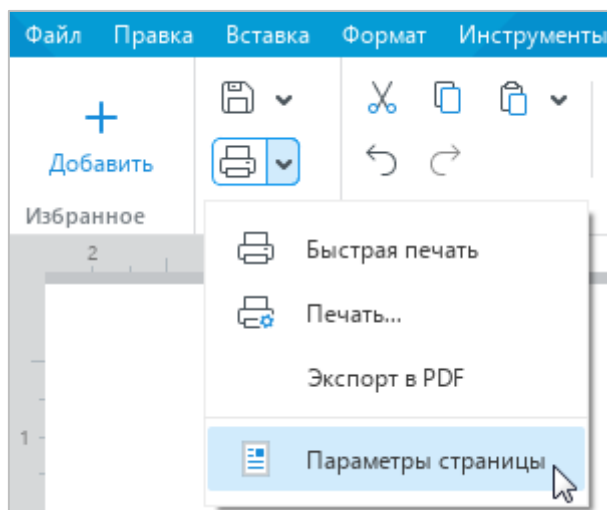 Файл Правка Вставка Формат Инструменты
Добавить
Избранное
2
Быстрая печать
Печать...
Экспорт в PDF
1
Параметры страницы